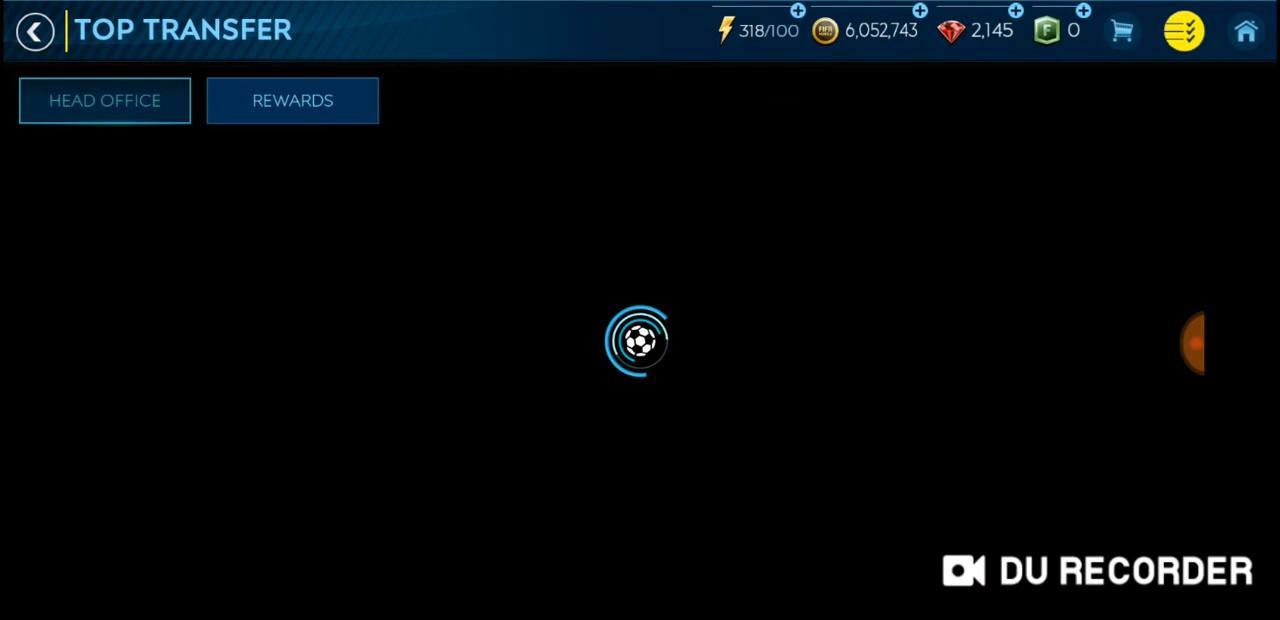 TOP TRANSFER
318/100
6,052,743
2,145
F 0
HEAD OFFICE
REWARDS
DU RECORDER